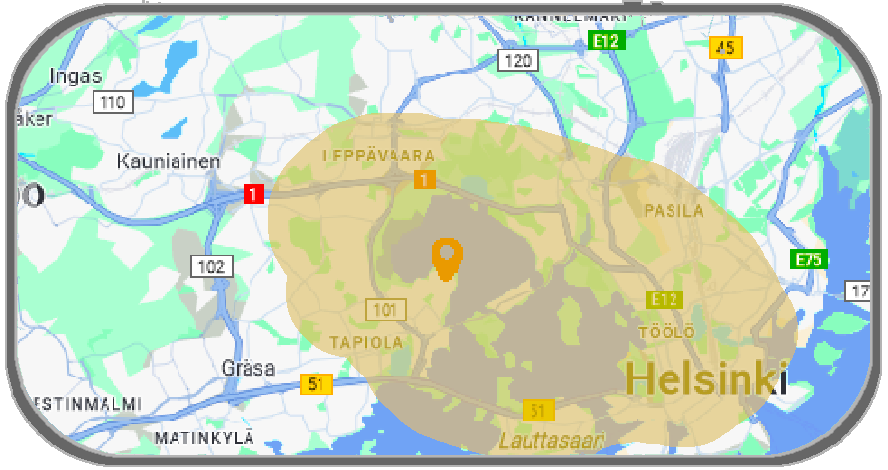 KANNELMÄKI
E12
45
120
Ingas
110
åker
Kauniainen
LEPPÄVAARA
1
1
OO
PASILA
102
E75
17
101
E12
TAPIOLA
TÖÖLÖ
Gräsa
51
Helsinki
ESTINMALMI
51
MATINKYLÄ
Lauttasaari